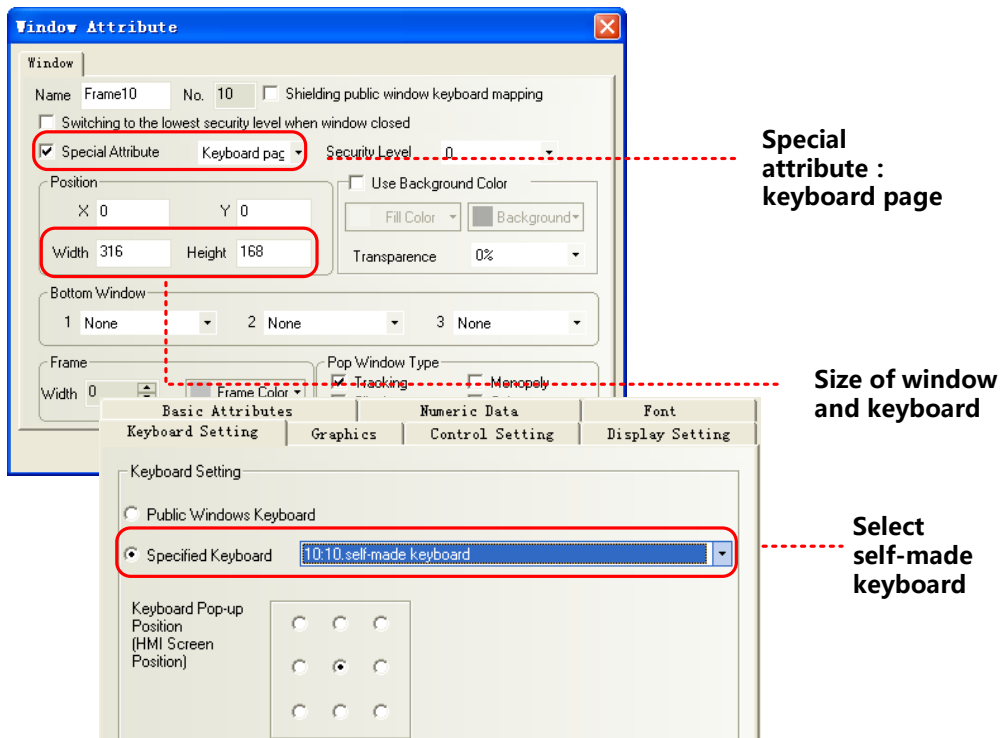 Window Attribute
Window
Name Frame10 No. 10 Shielding public window keyboard mapping
Switching to the lowest security level when window closed
Special Attribute Keyboard pag Security Level 0
Special
attribute :
keyboard page
Position
Use Background Color
X 0 Y 0
Fill Color Background
Width 316 Height 168
Transparence 0%
Bottom Window
1 None 2 None 3 None
Frame
Pop Window Type
Width 0 Frame Color Tracking Monopoly
Size of window
and keyboard
Basic Attributes Numeric Data Font
Keyboard Setting Graphics Control Setting Display Setting
Keyboard Setting
Public Windows Keyboard
Specified Keyboard 10:10.self-made keyboard
Select
self-made
keyboard
Keyboard Pop-up
Position
(HMI Screen
Position)